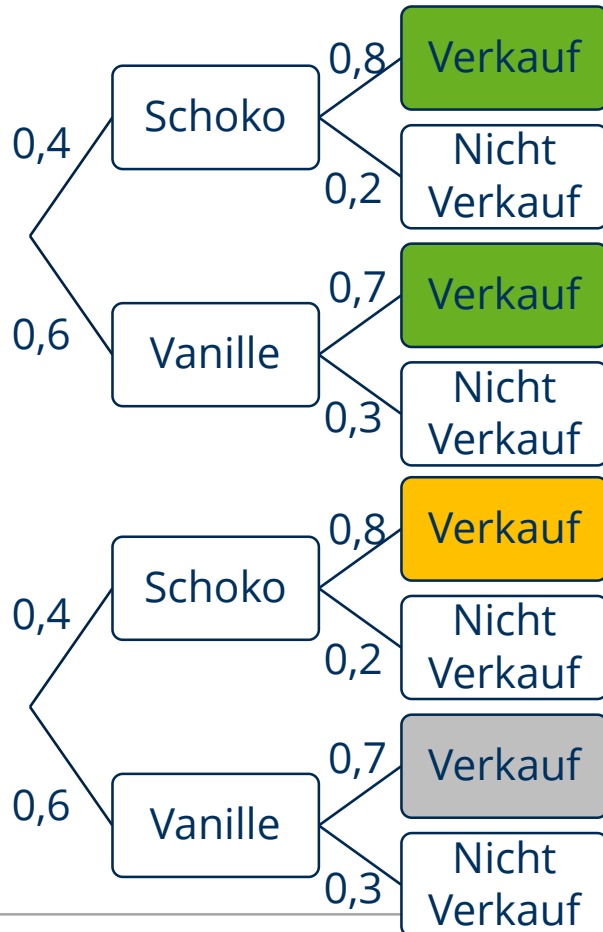 0,8
Verkauf
Schoko
0,4
Nicht
Verkauf
0,2
0,7
Verkauf
0,6
Vanille
Nicht
Verkauf
0,3
0,8
Verkauf
Schoko
0,4
Nicht
Verkauf
0,2
0,7
Verkauf
0,6
Vanille
Nicht
Verkauf
0,3